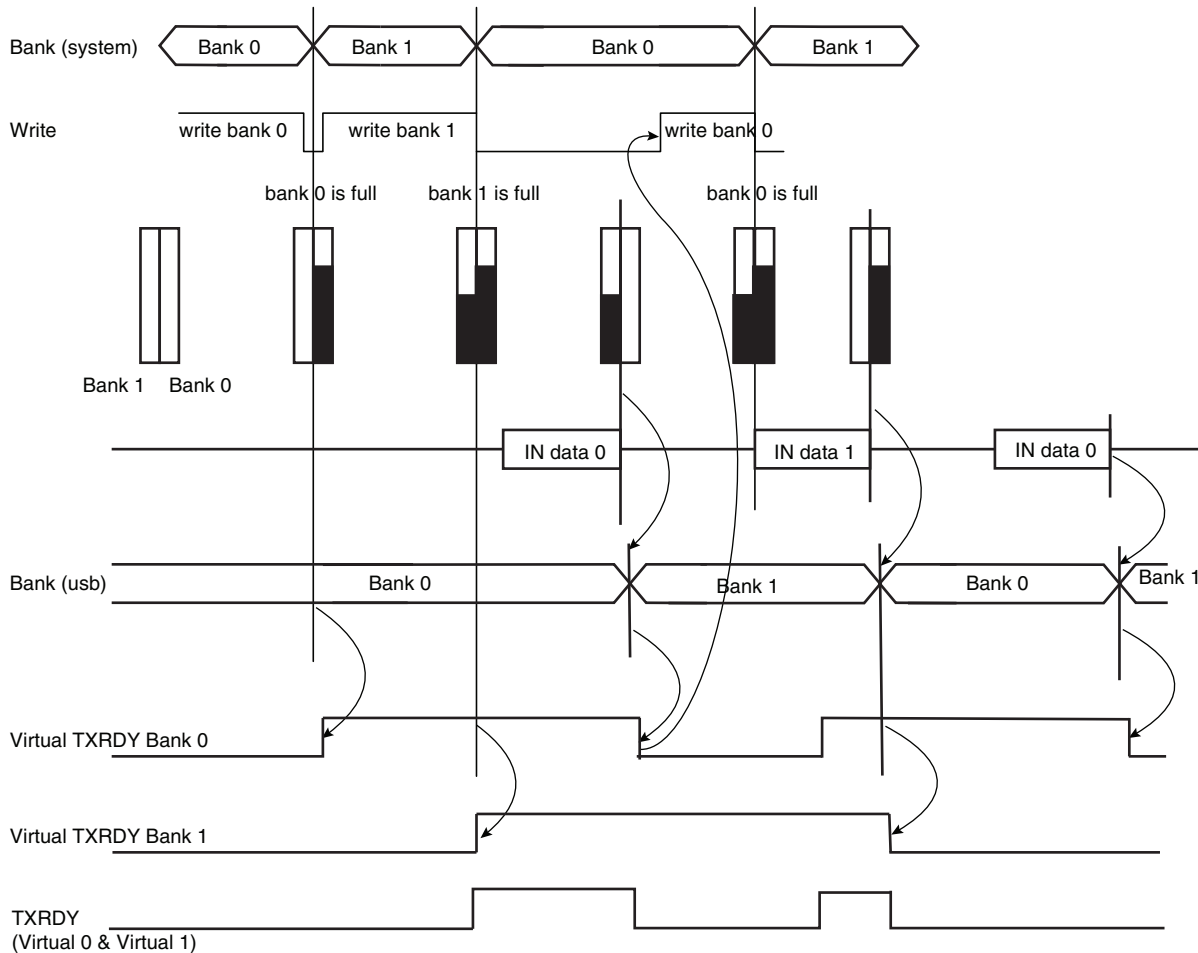 Bank (system)
Bank 0
Bank 1
Bank 0
Bank 1
Write
write bank 0
write bank 1
write bank 0
bank 0 is full
bank 1 is full
bank 0 is full
Bank 1
Bank 0
IN data 0
IN data 1
IN data 0
Bank (usb)
Bank 0
Bank 1
Bank 0
Bank 1
Virtual TXRDY Bank 0
Virtual TXRDY Bank 1
TXRDY
(Virtual 0 & Virtual 1)